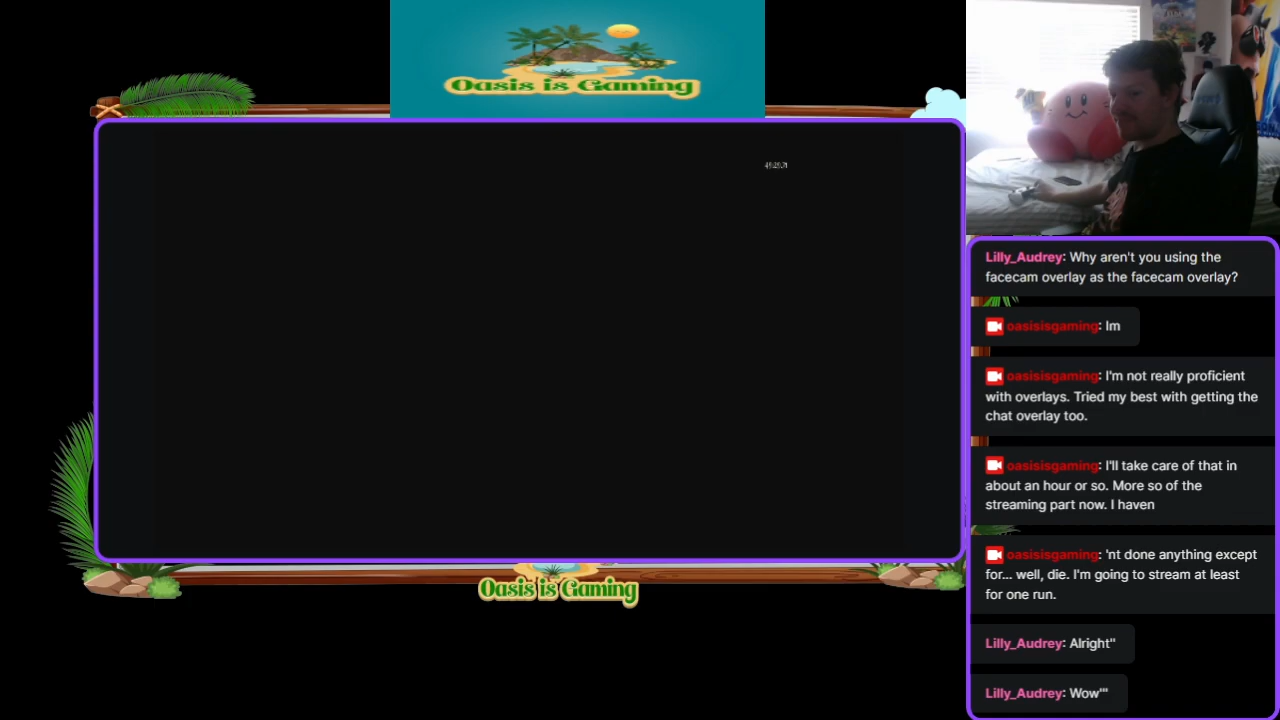 Oasis is Gaming
Lilly_Audrey: Why aren't you using the
facecam overlay as the facecam overlay?
oasisisgaming: Im
oasisisgaming: I'm not really proficient
with overlays. Tried my best with getting the
chat overlay too.
oasisisgaming: I'll take care of that in
about an hour or so. More so of the
streaming part now. I haven
oasisisgaming: 'nt done anything except
for... well, die. I'm going to stream at least
for one run.
Oasis is Gaming
Lilly_Audrey: Alright"
Lilly_Audrey: Wow""